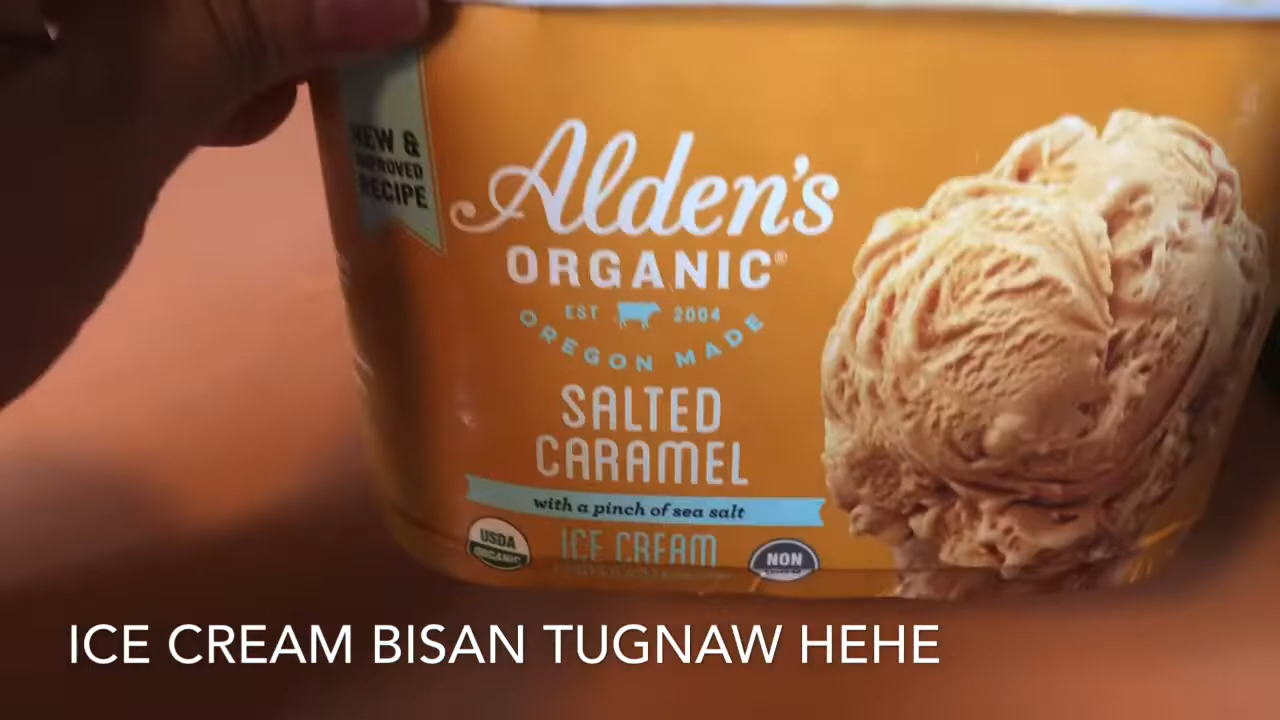 NEW &
IMPROVED
RECIPE
Alden's
ORGANIC®
EST 2004
OREGON MADE
SALTED
CARAMEL
with a pinch of sea salt
USDA
ORGANIC
ICE CREAM
NON
ICE CREAM BISAN TUGNAW HEHE